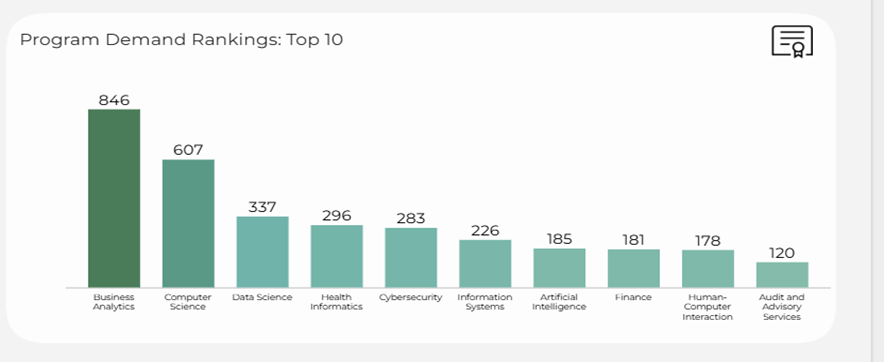 Program Demand Rankings: Top 10
846
607
337
296
283
226
185
181
178
120
Business
Analytics
Computer
Science
Data Science
Health
Informatics
Cybersecurity
Information
Systems
Artificial
Intelligence
Finance
Human-
Computer
Interaction
Audit and
Advisory
Services